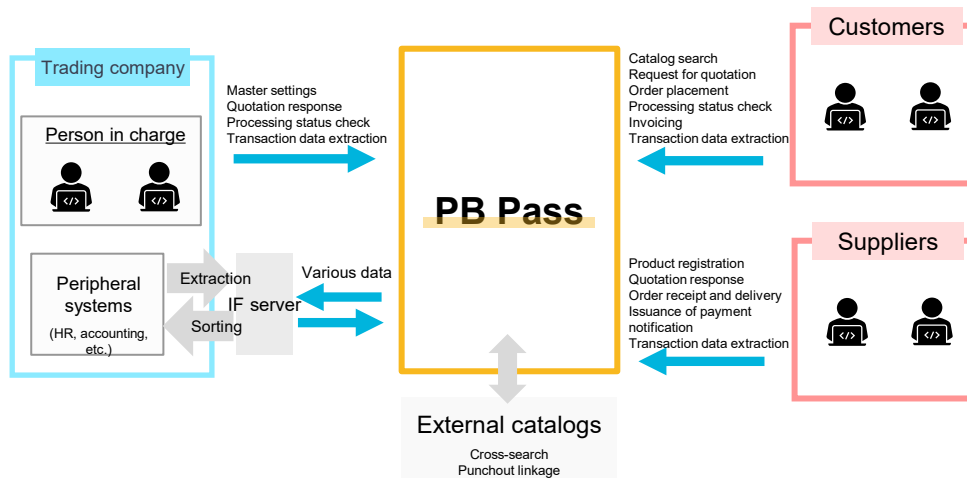 Trading company
Person in charge
Peripheral
systems
(HR, accounting,
etc.)
Extraction
Sorting
IF server
Master settings
Quotation response
Processing status check
Transaction data extraction
Various data
PB Pass
External catalogs
Cross-search
Punchout linkage
Customers
Catalog search
Request for quotation
Order placement
Processing status check
Invoicing
Transaction data extraction
Suppliers
Product registration
Quotation response
Order receipt and delivery
Issuance of payment
notification
Transaction data extraction